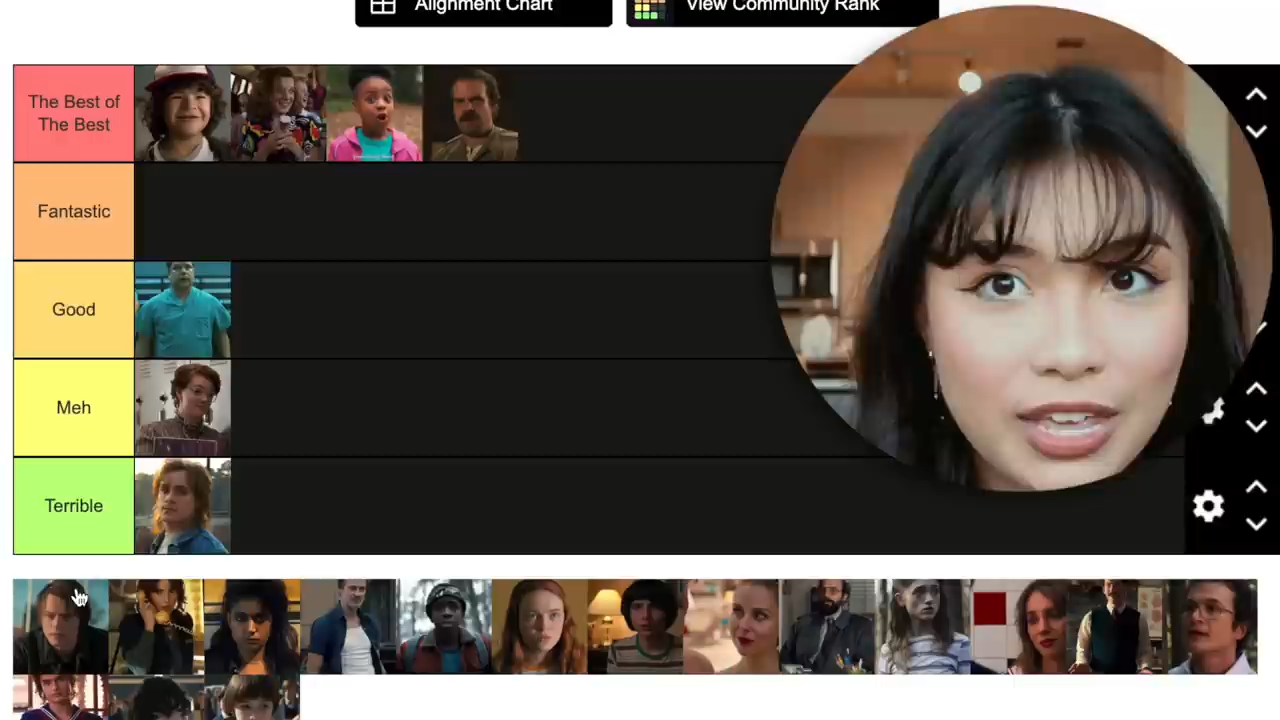 Alignment Chart
View Community Rank
The Best of
The Best
Fantastic
Good
Meh
Terrible